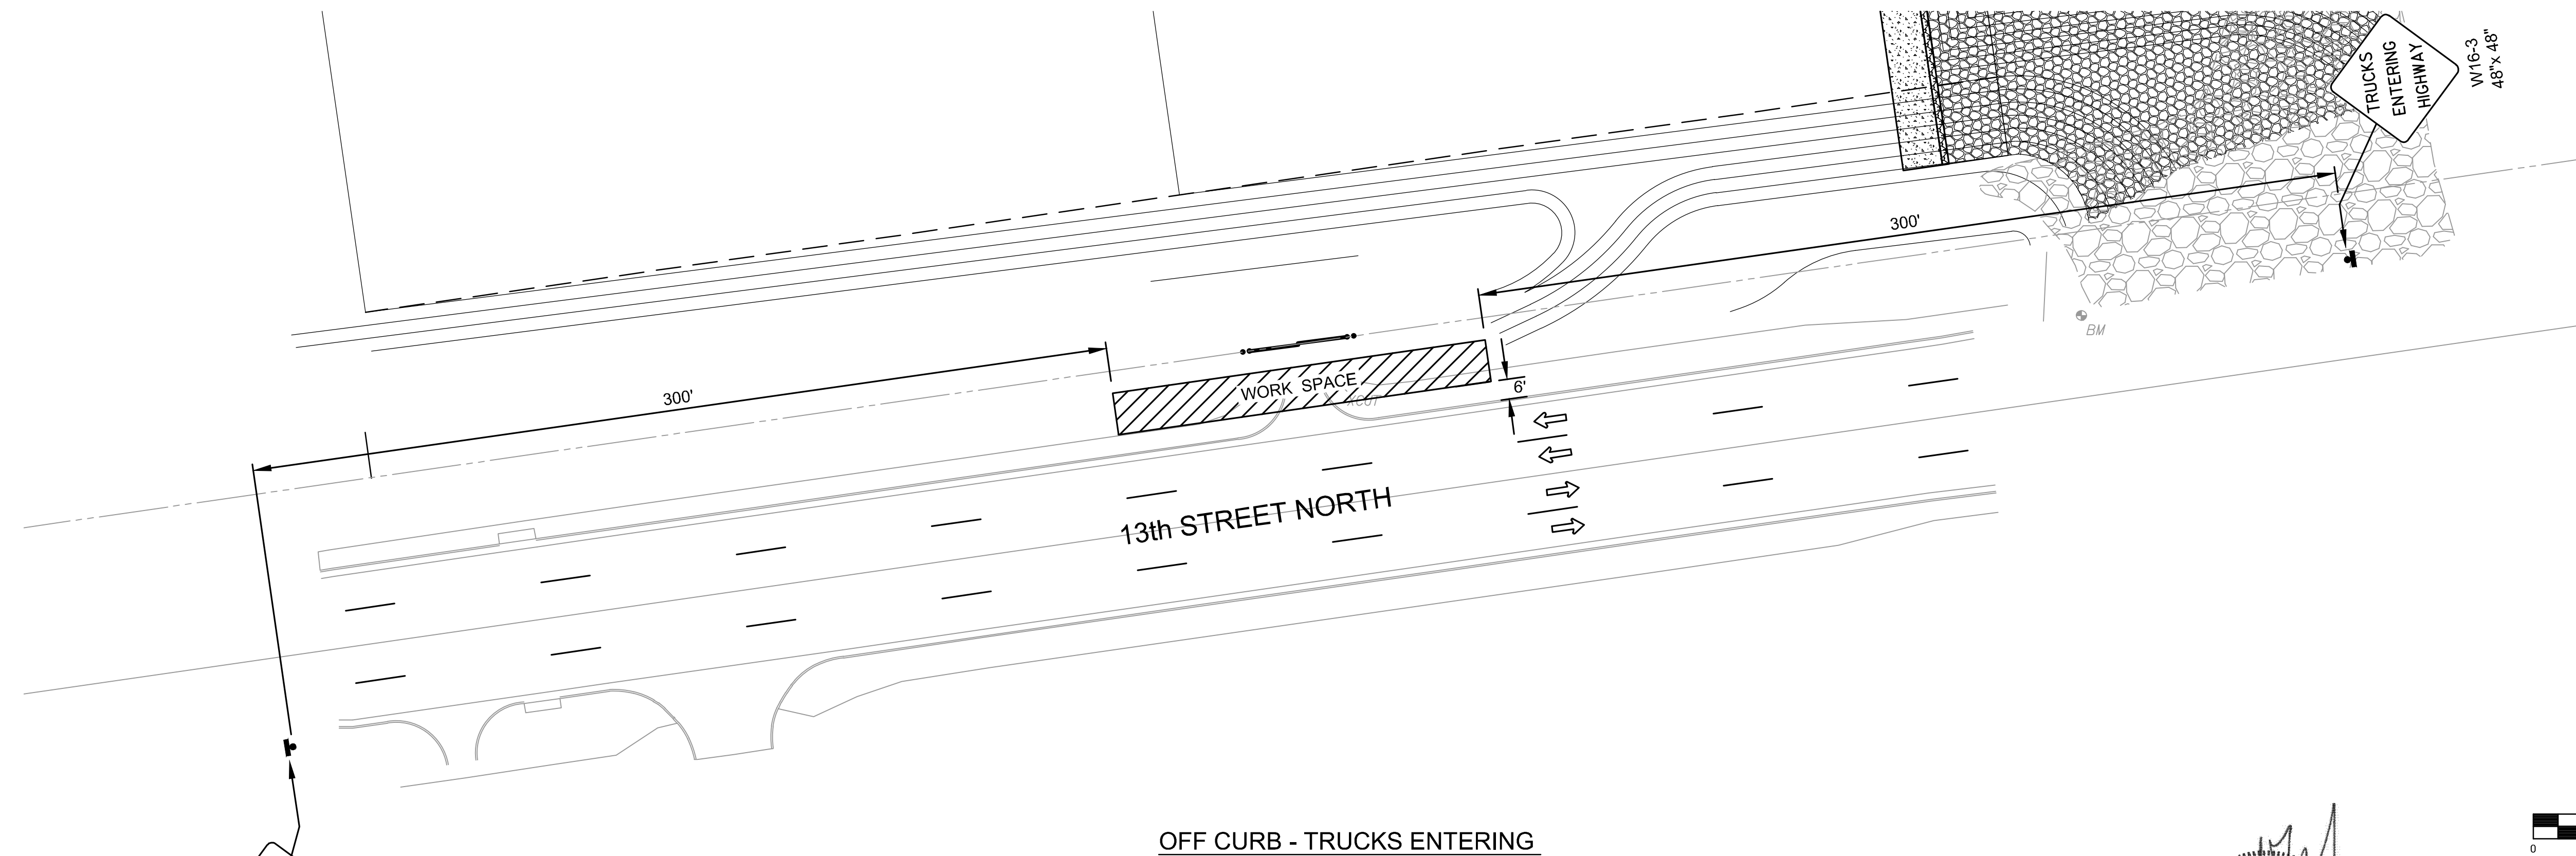 TRUCKS
ENTERING
HIGHWAY
W16-3
48"x 48"
300'
300'
WORK SPACE
XCUT
6'
BM
13th STREET NORTH
OFF CURB - TRUCKS ENTERING
0